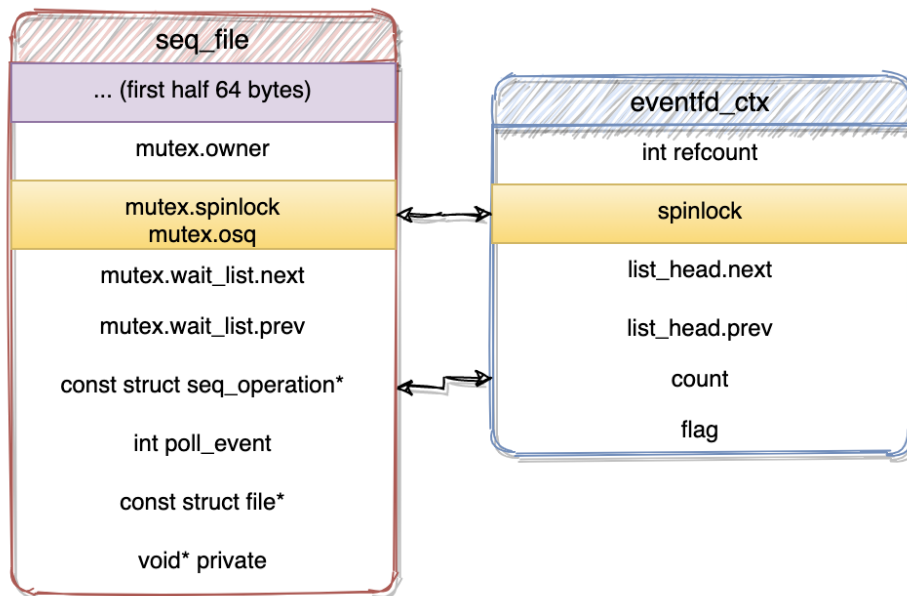 seq_file
... (first half 64 bytes)
mutex.owner
mutex.spinlock
mutex.osq
mutex.wait_list.next
mutex.wait_list.prev
const struct seq_operation*
int poll_event
const struct file*
void* private
eventfd_ctx
int refcount
spinlock
list_head.next
list_head.prev
count
flag